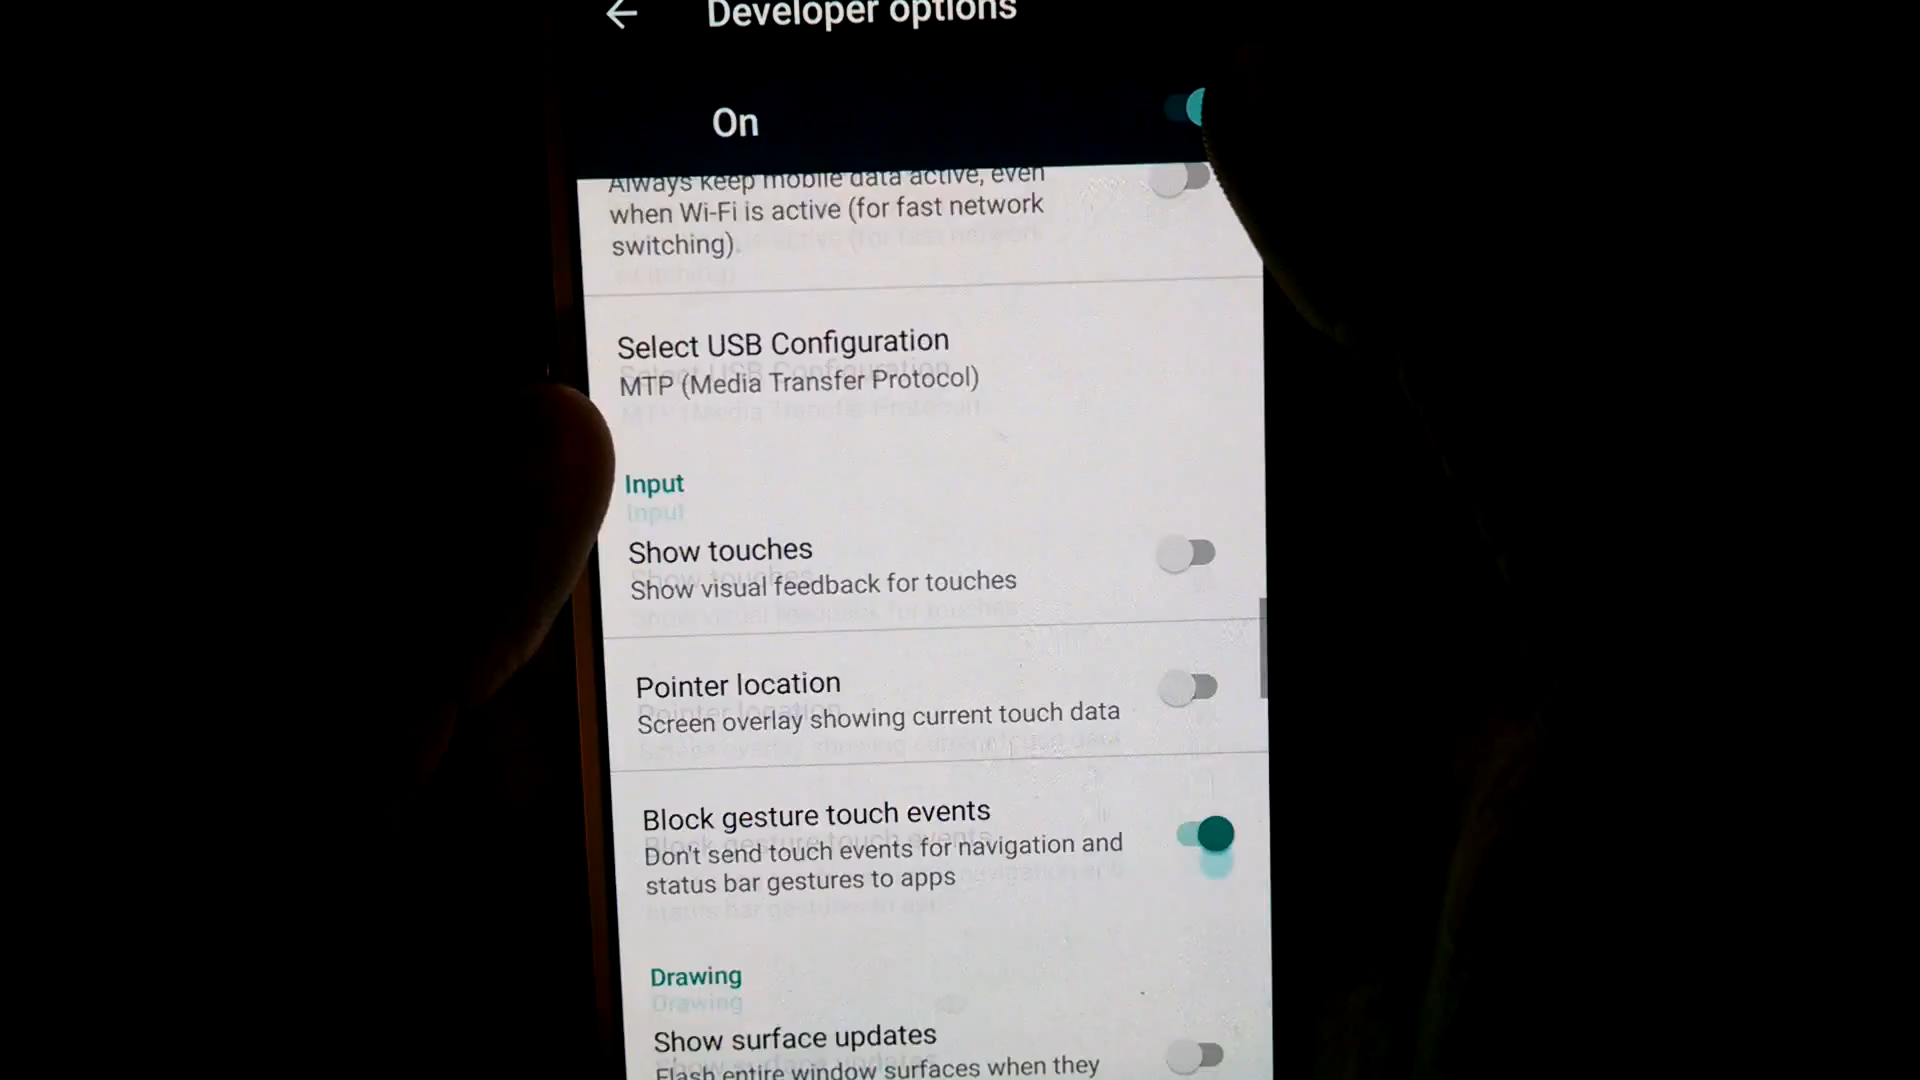 Developer options
On
Always keep mobile data active, even
when Wi-Fi is active (for fast network
switching).
Select USB Configuration
MTP (Media Transfer Protocol)
Input
Show touches
Show visual feedback for touches
Pointer location
Screen overlay showing current touch data
Block gesture touch events
Don't send touch events for navigation and
status bar gestures to apps
Drawing
Show surface updates
Flash entire window surfaces when they